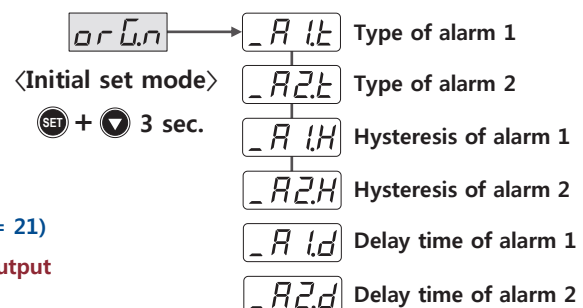 orG.n
_A1.t Type of alarm 1
〈Initial set mode〉
_A2.t Type of alarm 2
SET + 3 sec.
_A1.H Hysteresis of alarm 1
_A2.H Hysteresis of alarm 2
= 21)
_A1.d Delay time of alarm 1
utput
_A2.d Delay time of alarm 2